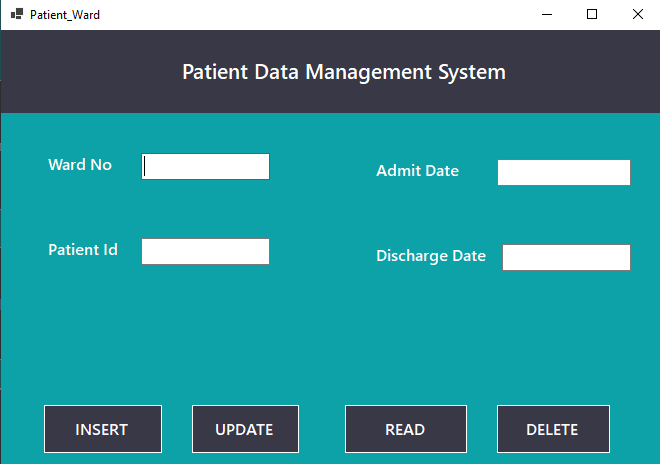 Patient_Ward
Patient Data Management System
Ward No
Admit Date
Patient Id
Discharge Date
INSERT UPDATE READ DELETE